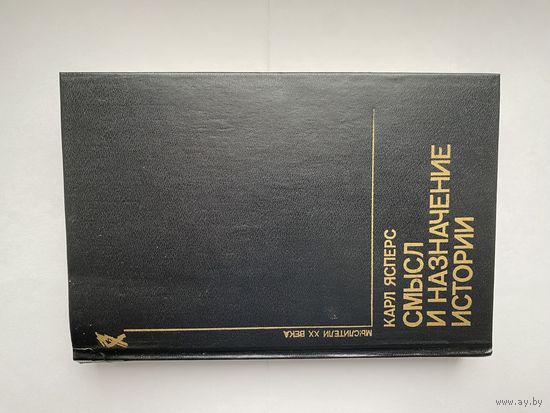 КАРЛ ЯСПЕРС
СМЫСЛ
И НАЗНАЧЕНИЕ
ИСТОРИИ
МЫСЛИТЕЛИ XX ВЕКА
www.ay.by